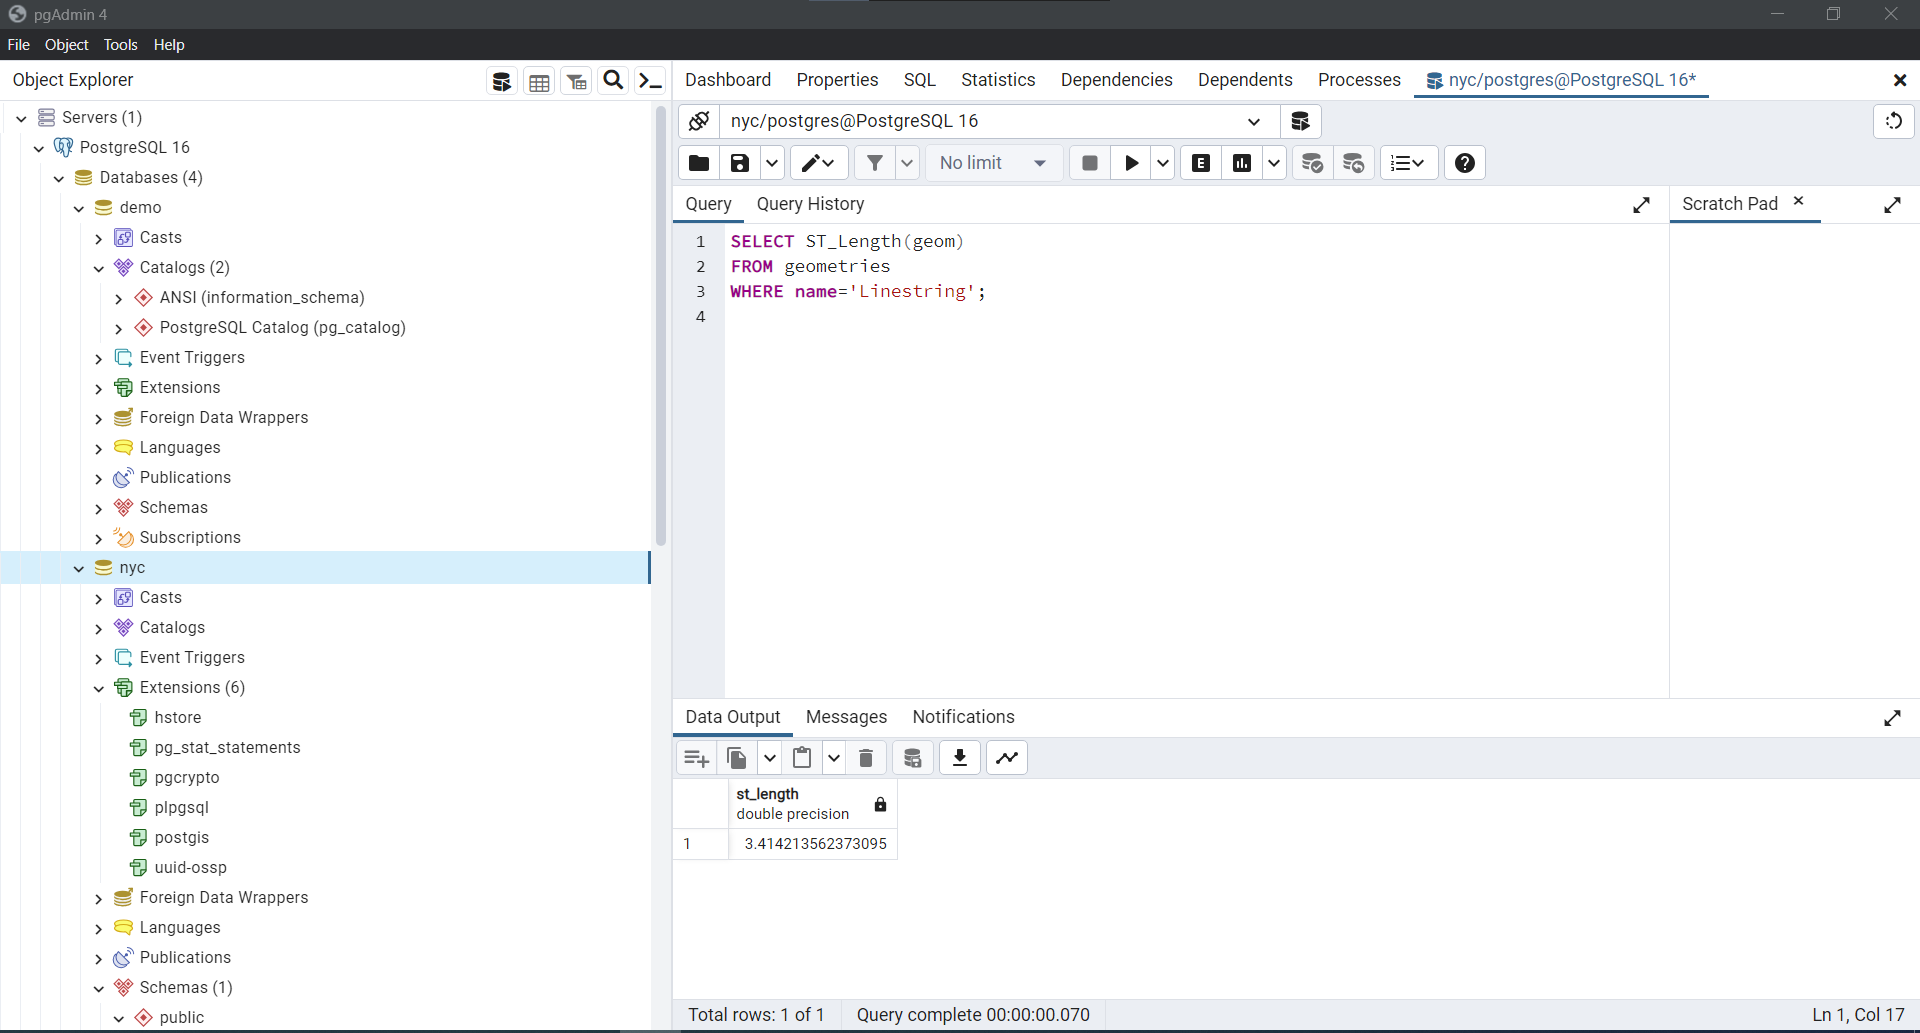 pgAdmin 4
File Object Tools Help
Object Explorer
Dashboard Properties SQL Statistics Dependencies Dependents Processes nyc/postgres@PostgreSQL 16*
Servers (1)
PostgreSQL 16
Databases (4)
demo
Casts
Catalogs (2)
ANSI (information_schema)
PostgreSQL Catalog (pg_catalog)
Event Triggers
Extensions
Foreign Data Wrappers
Languages
Publications
Schemas
Subscriptions
nyc
Casts
Catalogs
Event Triggers
Extensions (6)
hstore
pg_stat_statements
pgcrypto
plpgsql
postgis
uuid-ossp
Foreign Data Wrappers
Languages
Publications
Schemas (1)
public
nyc/postgres@PostgreSQL 16
No limit
E
Query Query History
Scratch Pad
1 SELECT ST_Length(geom)
2 FROM geometries
3 WHERE name='Linestring';
4
Data Output Messages Notifications
st_length
double precision
1 3.414213562373095
Total rows: 1 of 1 Query complete 00:00:00.070 Ln 1, Col 17